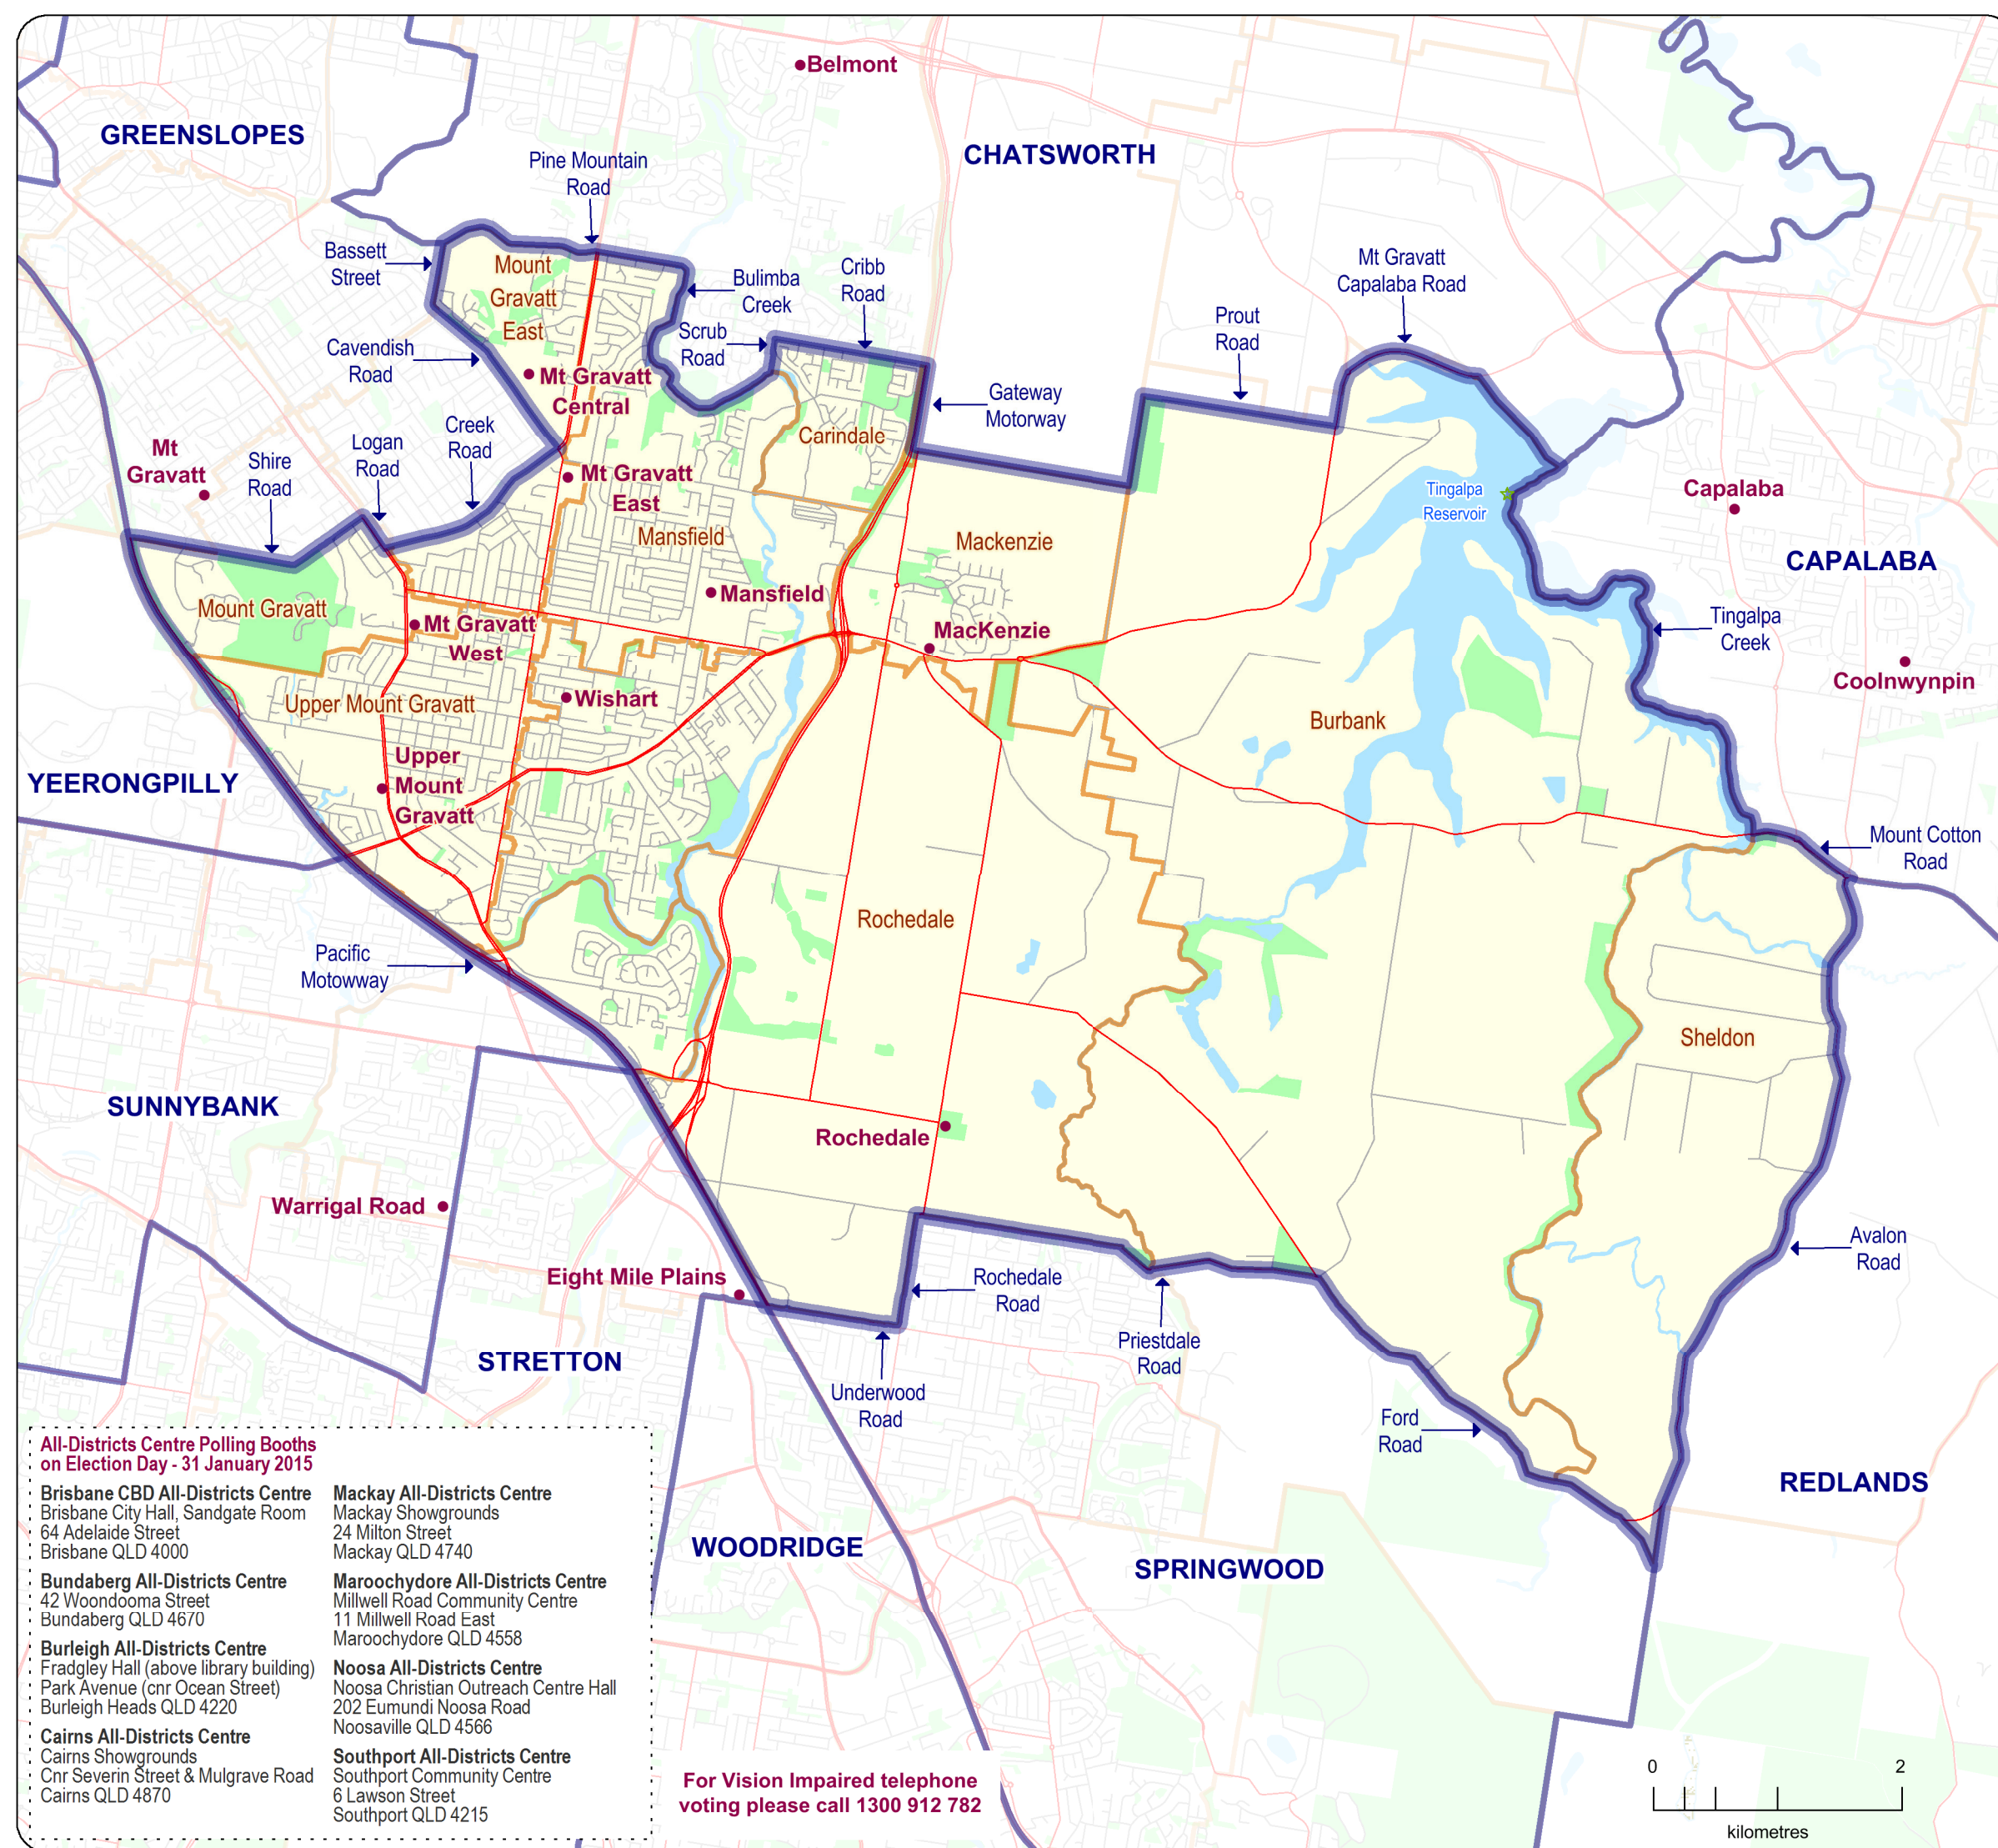 Belmont
GREENSLOPES
CHATSWORTH
Pine Mountain
Road
Bassett
Street
Mount
Gravatt
East
Bulimba
Creek
Cribb
Road
Mt Gravatt
Capalaba Road
Scrub
Road
Prout
Road
Cavendish
Road
Mt Gravatt
Central
Gateway
Motorway
Creek
Road
Logan
Road
Carindale
Mt
Gravatt
Shire
Road
Mt Gravatt
East
Tingalpa
Reservoir
Capalaba
Mansfield
Mackenzie
CAPALABA
Mount Gravatt
Mansfield
Mt Gravatt
West
MacKenzie
Tingalpa
Creek
Coolnwynpin
Wishart
Upper Mount Gravatt
Burbank
Upper
Mount
Gravatt
YEERONGPILLY
Mount Cotton
Road
Rochedale
Pacific
Motowway
Sheldon
SUNNYBANK
Rochedale
Warrigal Road
Avalon
Road
Eight Mile Plains
Rochedale
Road
Priestdale
Road
STRETTON
Underwood
Road
Ford
Road
REDLANDS
WOODRIDGE
SPRINGWOOD
All-Districts Centre Polling Booths
on Election Day - 31 January 2015
Brisbane CBD All-Districts Centre
Brisbane City Hall, Sandgate Room
64 Adelaide Street
Brisbane QLD 4000
Bundaberg All-Districts Centre
42 Woondooma Street
Bundaberg QLD 4670
Burleigh All-Districts Centre
Fradgley Hall (above library building)
Park Avenue (cnr Ocean Street)
Burleigh Heads QLD 4220
Cairns All-Districts Centre
Cairns Showgrounds
Cnr Severin Street & Mulgrave Road
Cairns QLD 4870
Mackay All-Districts Centre
Mackay Showgrounds
24 Milton Street
Mackay QLD 4740
Maroochydore All-Districts Centre
Millwell Road Community Centre
11 Millwell Road East
Maroochydore QLD 4558
Noosa All-Districts Centre
Noosa Christian Outreach Centre Hall
202 Eumundi Noosa Road
Noosaville QLD 4566
Southport All-Districts Centre
Southport Community Centre
6 Lawson Street
Southport QLD 4215
For Vision Impaired telephone
voting please call 1300 912 782
0 2
kilometres